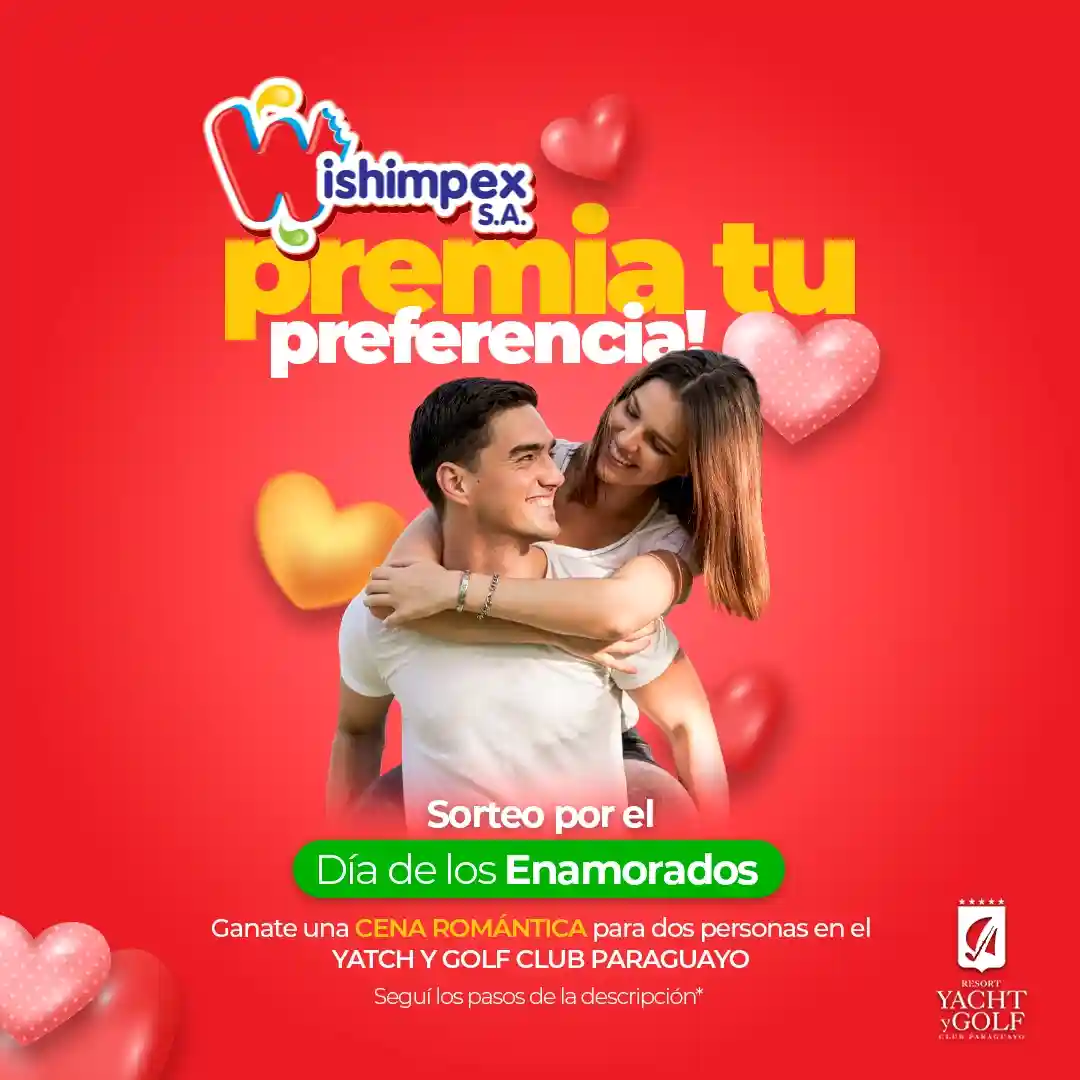 Wishimpex
S.A.
premia tu
preferencia!
Sorteo por el
Día de los Enamorados
Ganate una CENA ROMÁNTICA para dos personas en el
YATCH Y GOLF CLUB PARAGUAYO
Seguí los pasos de la descripción*
RESORT
YACHT
yGOLF
CLUB PARAGUAYO